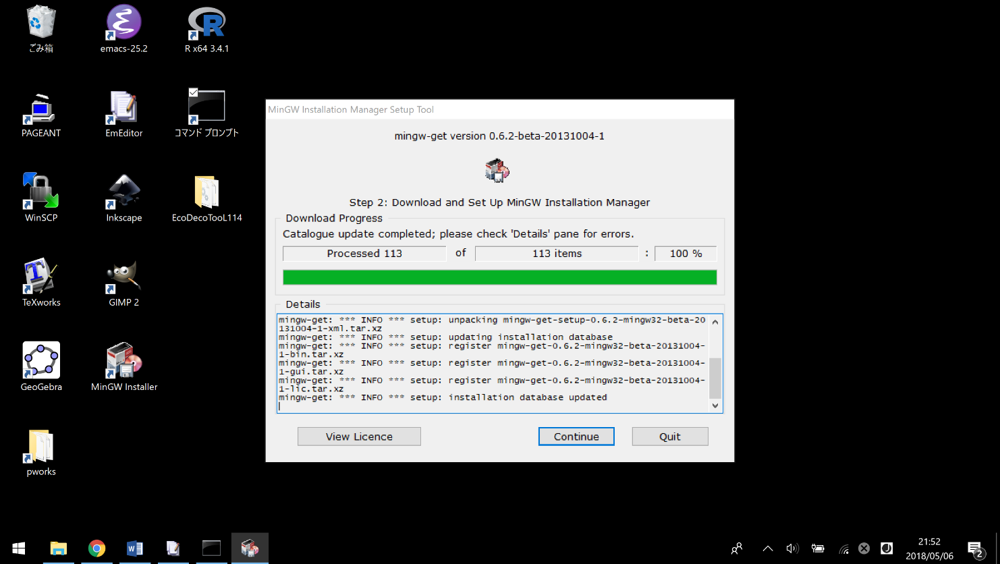 ごみ箱
emacs-25.2
R x64 3.4.1
PAGEANT
EmEditor
コマンド プロンプト
WinSCP
Inkscape
EcoDecoTooL114
TeXworks
GIMP 2
GeoGebra
MinGW Installer
pworks
MinGW Installation Manager Setup Tool
mingw-get version 0.6.2-beta-20131004-1
Step 2: Download and Set Up MinGW Installation Manager
Download Progress
Catalogue update completed; please check 'Details' pane for errors.
Processed 113 of 113 items : 100 %
Details
mingw-get: *** INFO *** setup: unpacking mingw-get-setup-0.6.2-mingw32-beta-20
131004-1-xml.tar.xz
mingw-get: *** INFO *** setup: updating installation database
mingw-get: *** INFO *** setup: register mingw-get-0.6.2-mingw32-beta-20131004-
1-bin.tar.xz
mingw-get: *** INFO *** setup: register mingw-get-0.6.2-mingw32-beta-20131004-
1-gui.tar.xz
mingw-get: *** INFO *** setup: register mingw-get-0.6.2-mingw32-beta-20131004-
1-lic.tar.xz
mingw-get: *** INFO *** setup: installation database updated
View Licence
Continue
Quit
21:52
2018/05/06
2